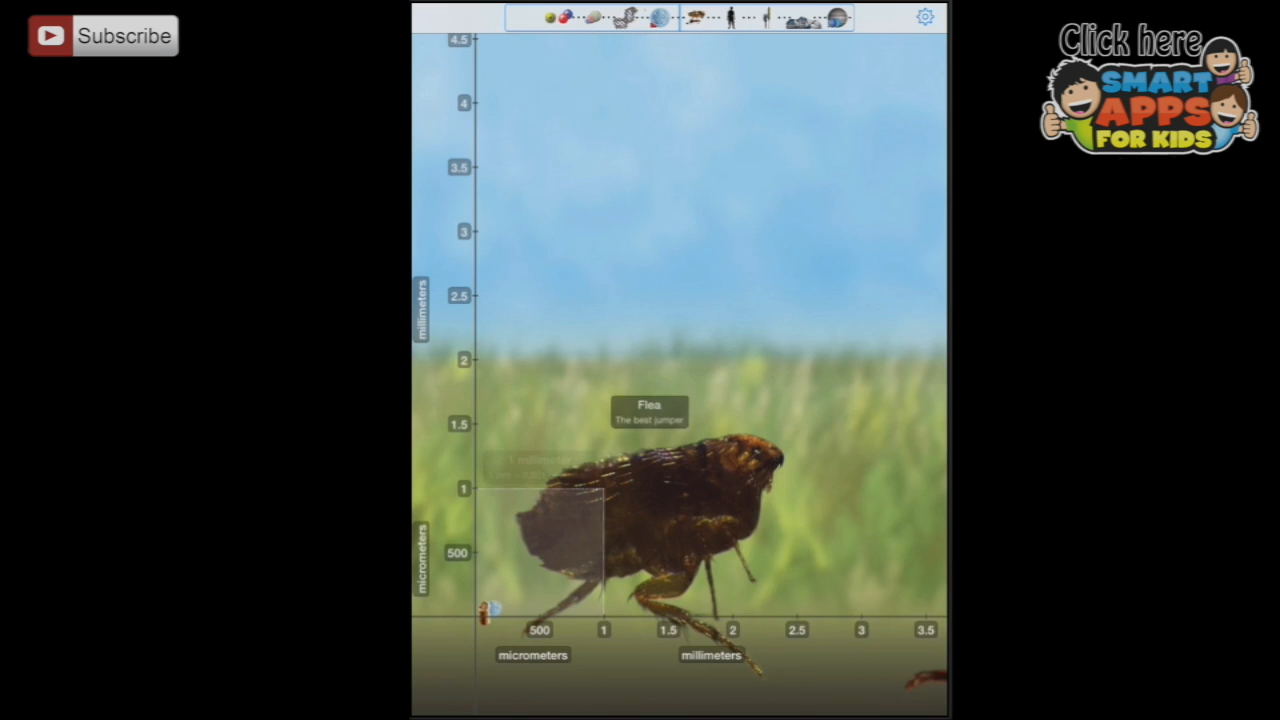 Subscribe
Click here
SMART
APPS
FOR KIDS
4.5
4
3.5
3
millimeters
2.5
2
1.5
1
micrometers
500
Flea
The best jumper
1 millimeter
500
1
1.5
2
2.5
3
3.5
micrometers
millimeters